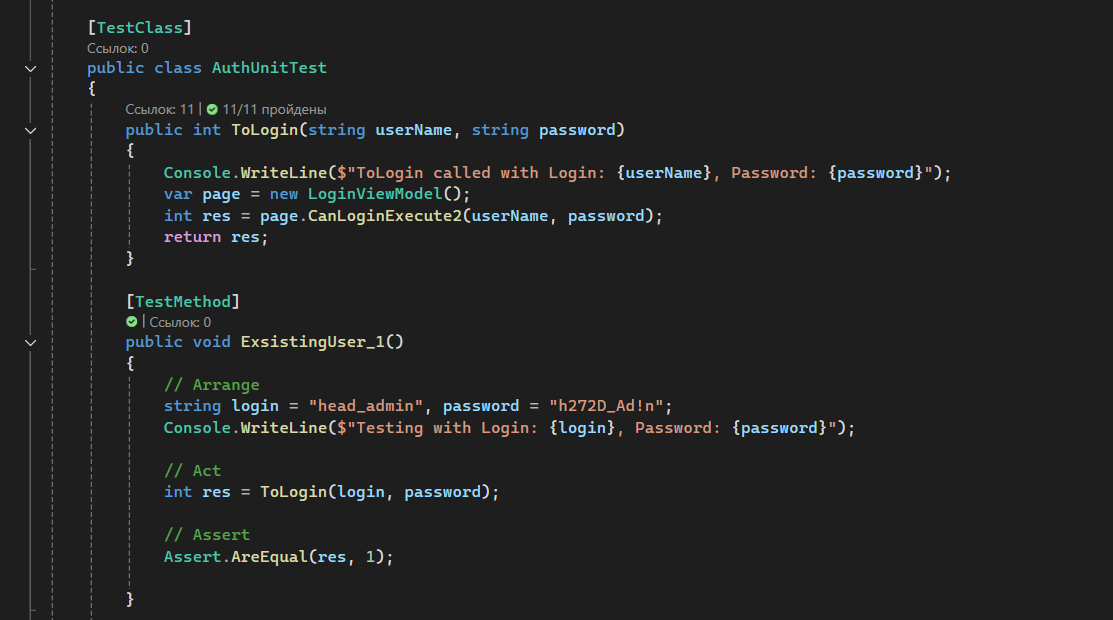 [TestClass]
Ссылок: 0
public class AuthUnitTest
{
Ссылок: 11 | 11/11 пройдены
public int ToLogin(string userName, string password)
{
Console.WriteLine($"ToLogin called with Login: {userName}, Password: {password}");
var page = new LoginViewModel();
int res = page.CanLoginExecute2(userName, password);
return res;
}
[TestMethod]
| Ссылок: 0
public void ExsistingUser_1()
{
// Arrange
string login = "head_admin", password = "h272D_Ad!n";
Console.WriteLine($"Testing with Login: {login}, Password: {password}");
// Act
int res = ToLogin(login, password);
// Assert
Assert.AreEqual(res, 1);
}